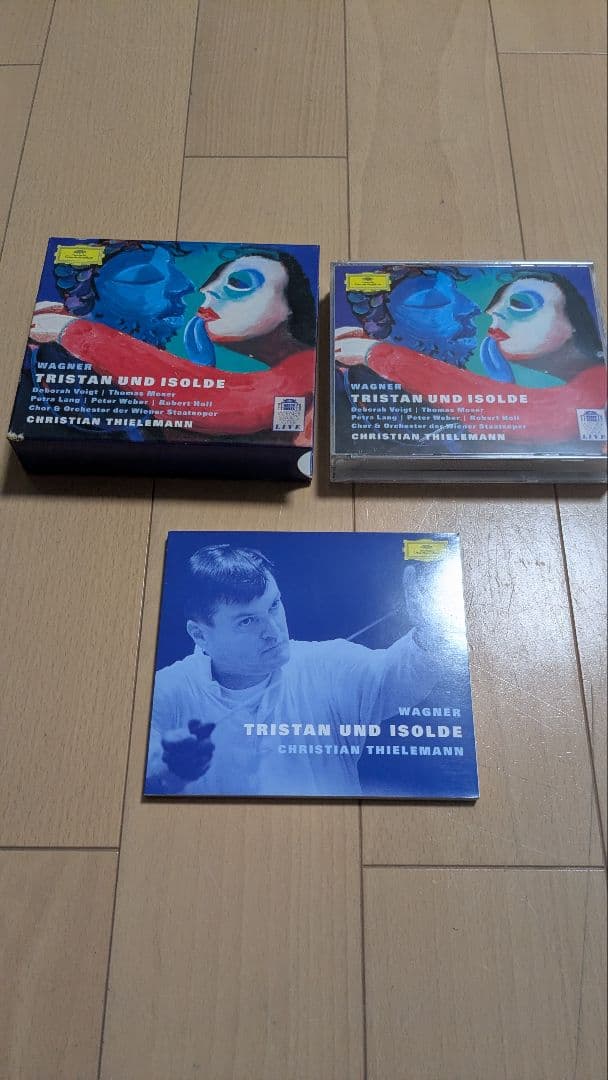 WAGNER
TRISTAN UND ISOLDE
Deborah Voigt | Thomas Moser
Petra Lang | Peter Weber | Robert Holl
Chor & Orchester der Wiener Staatsoper
CHRISTIAN THIELEMANN
LIVE
WAGNER
TRISTAN UND ISOLDE
Deborah Voigt | Thomas Moser
Petra Lang | Peter Weber | Robert Holl
Chor & Orchester der Wiener Staatsoper
CHRISTIAN THIELEMANN
LIVE
WAGNER
TRISTAN UND ISOLDE
CHRISTIAN THIELEMANN